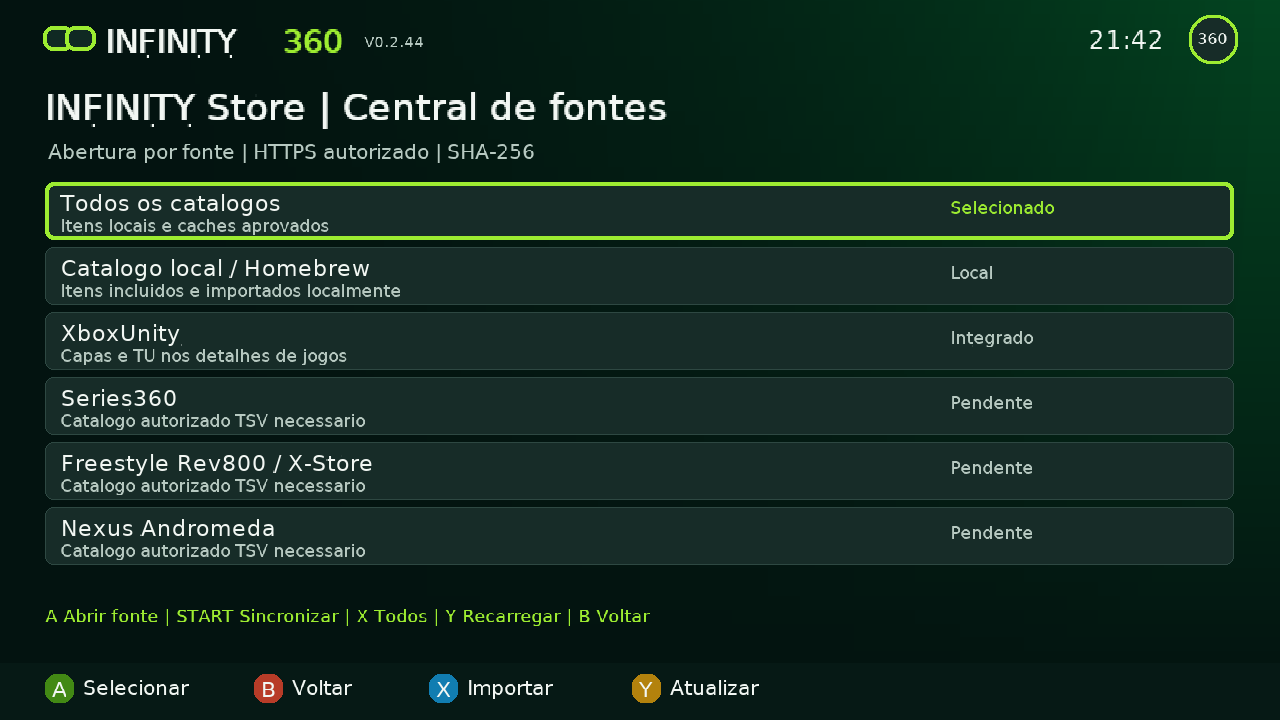 INFINITY 360 V0.2.44 21:42 360
INFINITY Store | Central de fontes
Abertura por fonte | HTTPS autorizado | SHA-256
Todos os catalogos Selecionado
Itens locais e caches aprovados
Catalogo local / Homebrew Local
Itens incluidos e importados localmente
XboxUnity Integrado
Capas e TU nos detalhes de jogos
Series360 Pendente
Catalogo autorizado TSV necessario
Freestyle Rev800 / X-Store Pendente
Catalogo autorizado TSV necessario
Nexus Andromeda Pendente
Catalogo autorizado TSV necessario
A Abrir fonte | START Sincronizar | X Todos | Y Recarregar | B Voltar
A Selecionar B Voltar X Importar Y Atualizar